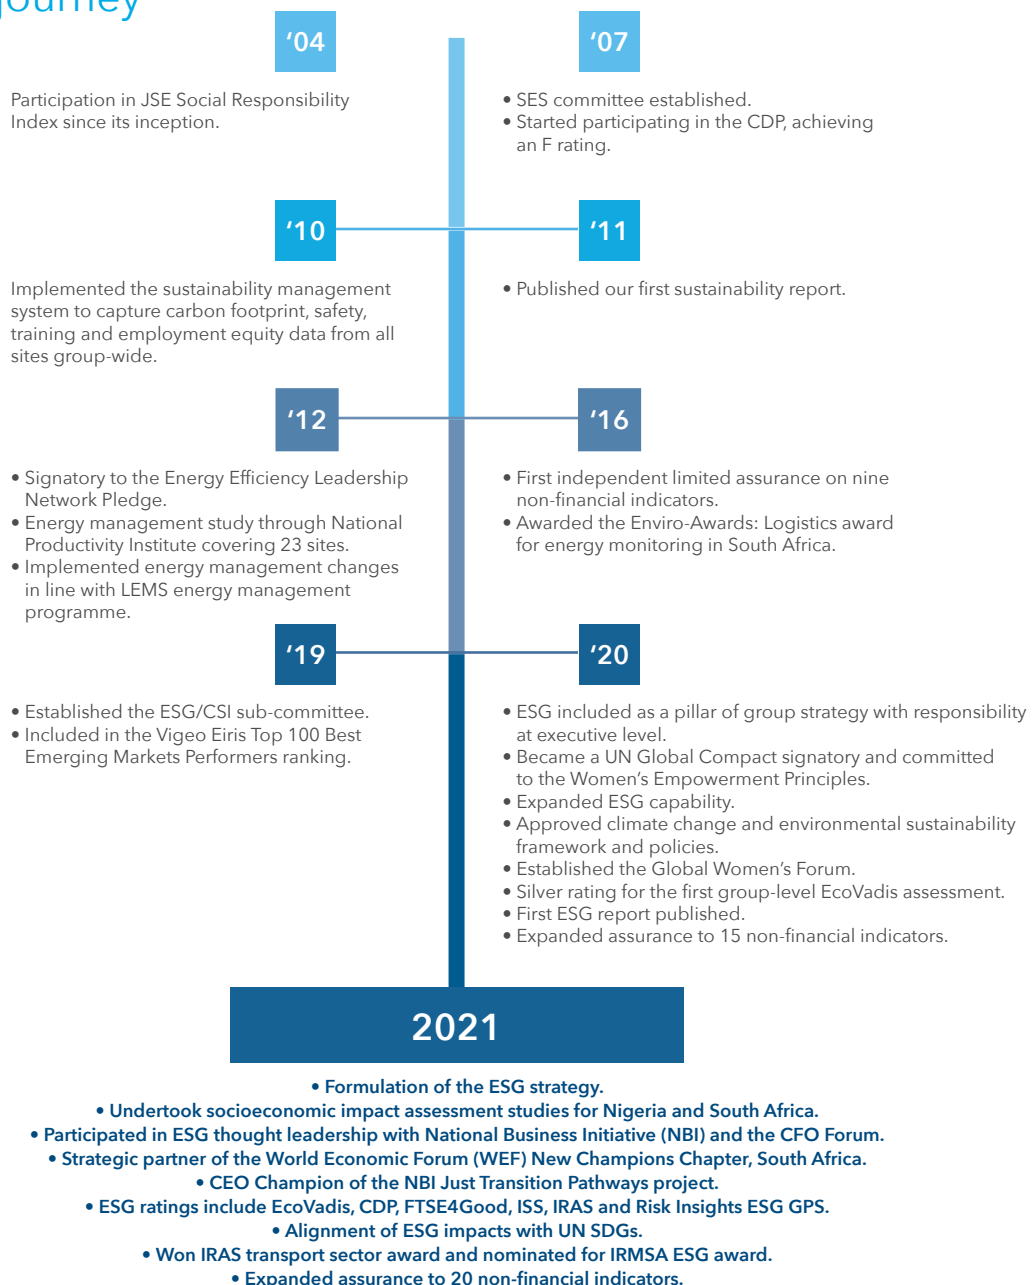 journey
‘04
Participation in JSE Social Responsibility
Index since its inception.
‘07
• SES committee established.
• Started participating in the CDP, achieving
an F rating.
‘10
Implemented the sustainability management
system to capture carbon footprint, safety,
training and employment equity data from all
sites group-wide.
‘11
• Published our first sustainability report.
‘12
• Signatory to the Energy Efficiency Leadership
Network Pledge.
• Energy management study through National
Productivity Institute covering 23 sites.
• Implemented energy management changes
in line with LEMS energy management
programme.
‘16
• First independent limited assurance on nine
non-financial indicators.
• Awarded the Enviro-Awards: Logistics award
for energy monitoring in South Africa.
‘19
• Established the ESG/CSI sub-committee.
• Included in the Vigeo Eiris Top 100 Best
Emerging Markets Performers ranking.
‘20
• ESG included as a pillar of group strategy with responsibility
at executive level.
• Became a UN Global Compact signatory and committed
to the Women’s Empowerment Principles.
• Expanded ESG capability.
• Approved climate change and environmental sustainability
framework and policies.
• Established the Global Women’s Forum.
• Silver rating for the first group-level EcoVadis assessment.
• First ESG report published.
• Expanded assurance to 15 non-financial indicators.
2021
• Formulation of the ESG strategy.
• Undertook socioeconomic impact assessment studies for Nigeria and South Africa.
• Participated in ESG thought leadership with National Business Initiative (NBI) and the CFO Forum.
• Strategic partner of the World Economic Forum (WEF) New Champions Chapter, South Africa.
• CEO Champion of the NBI Just Transition Pathways project.
• ESG ratings include EcoVadis, CDP, FTSE4Good, ISS, IRAS and Risk Insights ESG GPS.
• Alignment of ESG impacts with UN SDGs.
• Won IRAS transport sector award and nominated for IRMSA ESG award.
• Expanded assurance to 20 non-financial indicators.